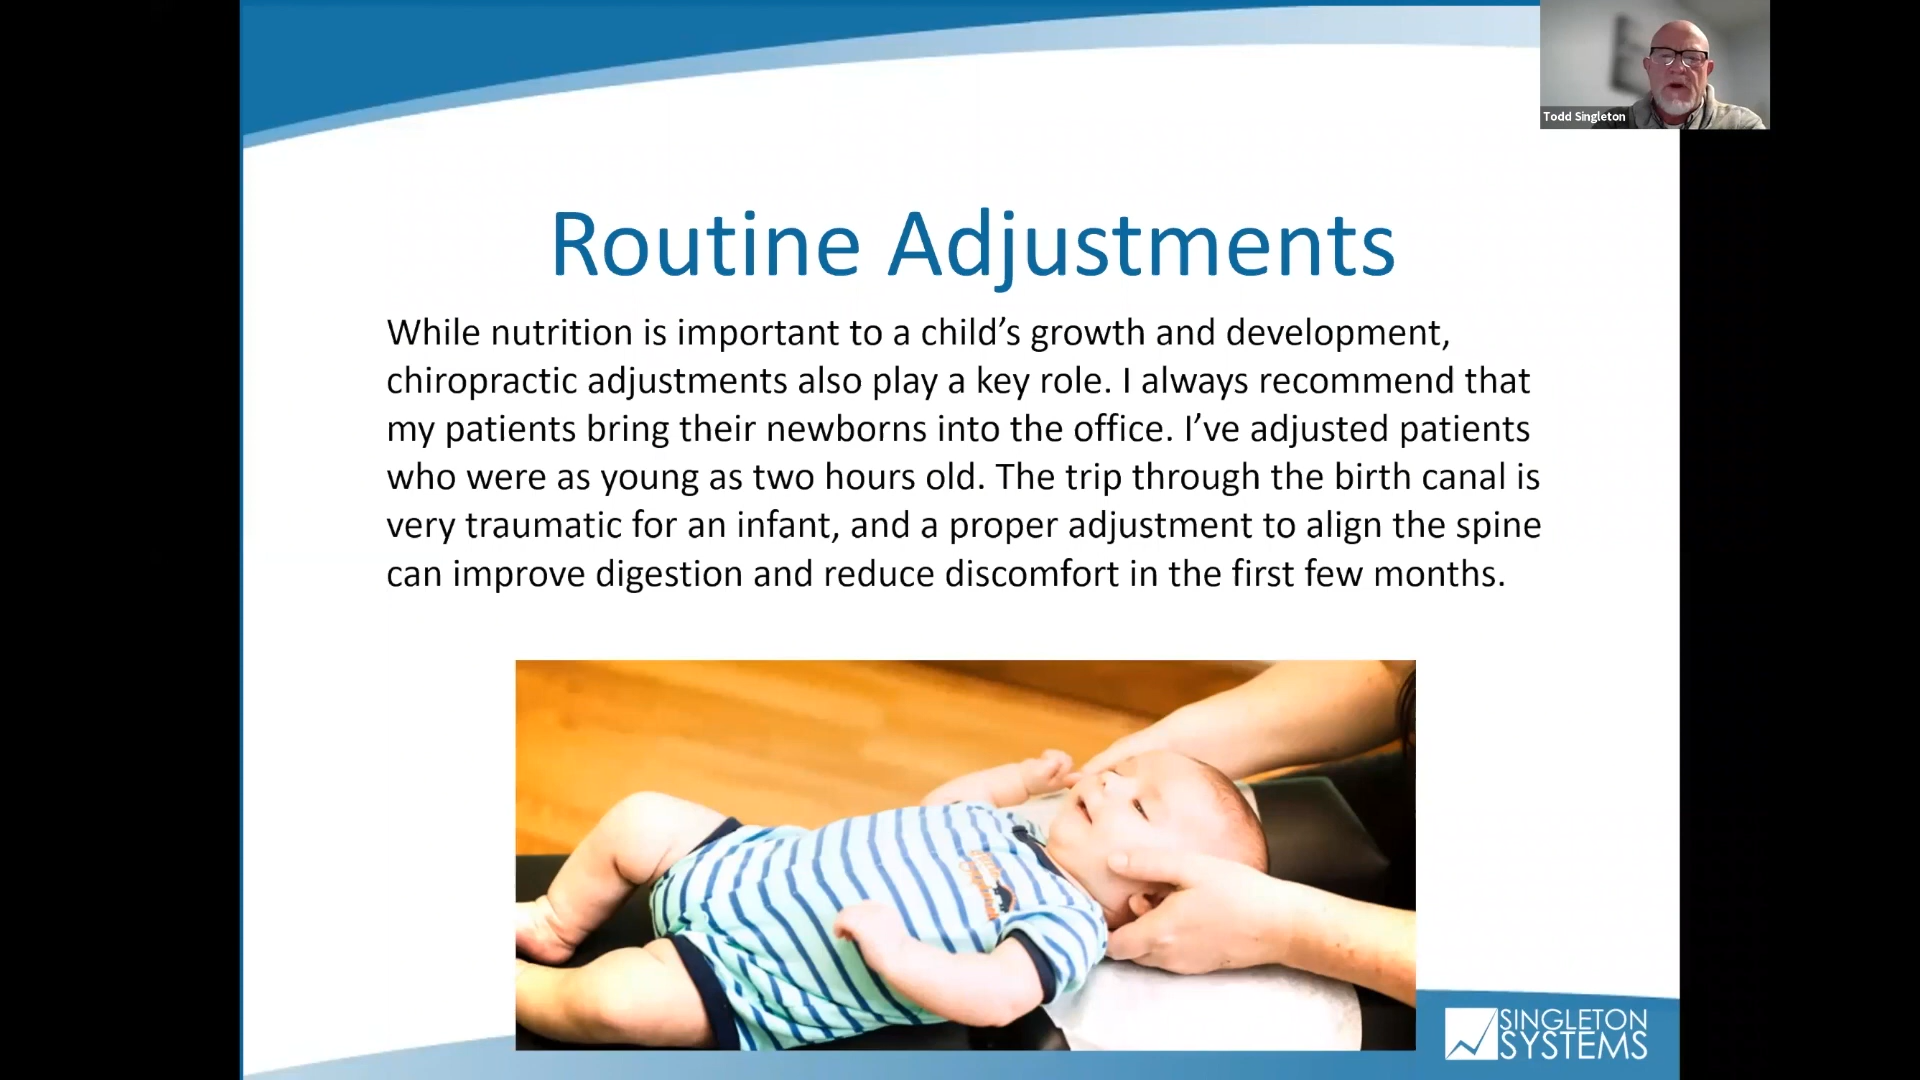 Todd Singleton
Routine Adjustments
While nutrition is important to a child’s growth and development,
chiropractic adjustments also play a key role. I always recommend that
my patients bring their newborns into the office. I’ve adjusted patients
who were as young as two hours old. The trip through the birth canal is
very traumatic for an infant, and a proper adjustment to align the spine
can improve digestion and reduce discomfort in the first few months.
SINGLETON
SYSTEMS